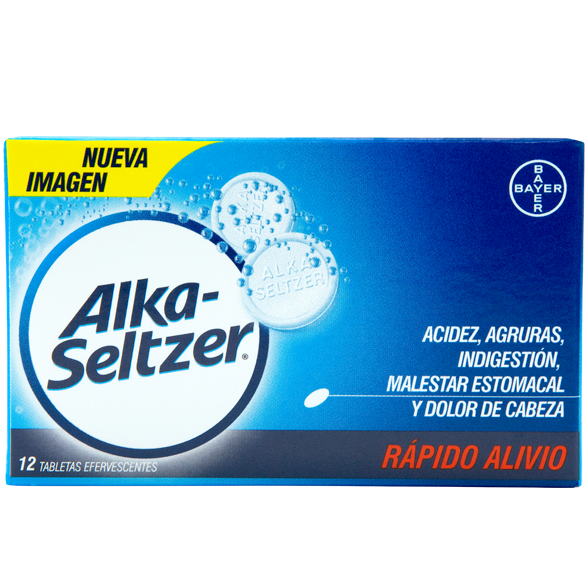 NUEVA
IMAGEN
BAYER
BAYER
ALKA
SELTZER
Alka-
Seltzer®
ACIDEZ, AGRURAS,
INDIGESTIÓN,
MALESTAR ESTOMACAL
Y DOLOR DE CABEZA
12 TABLETAS EFERVESCENTES
RÁPIDO ALIVIO